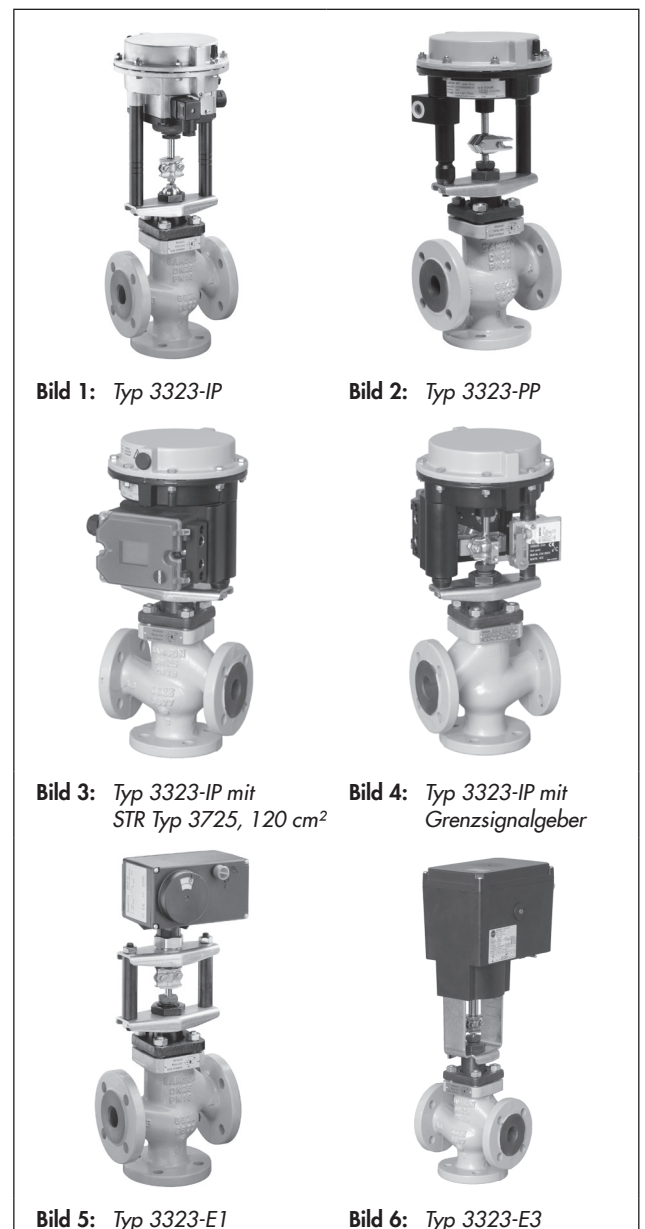 Bild 1: Typ 3323-IP
Bild 2: Typ 3323-PP
Bild 3: Typ 3323-IP mit
STR Typ 3725, 120 cm²
Bild 4: Typ 3323-IP mit
Grenzsignalgeber
Bild 5: Typ 3323-E1
Bild 6: Typ 3323-E3